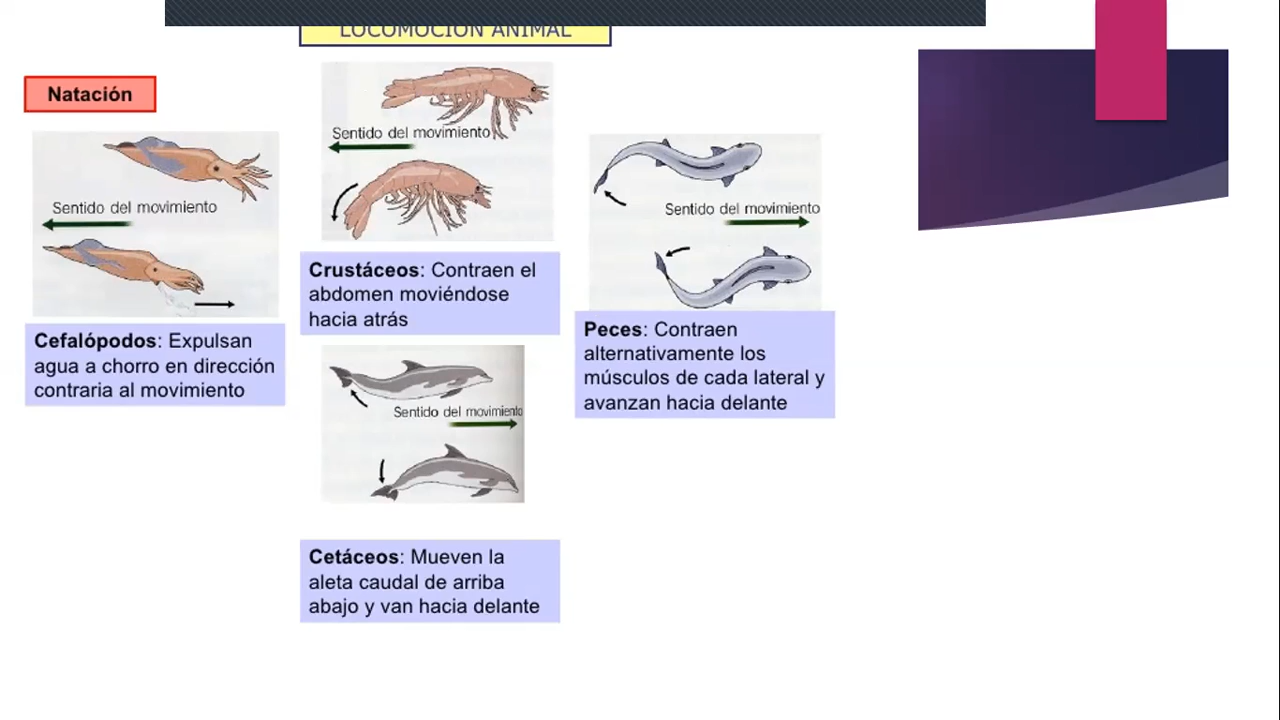 LOCOMOCIÓN ANIMAL
Natación
Sentido del movimiento
Cefalópodos: Expulsan
agua a chorro en dirección
contraria al movimiento
Sentido del movimiento
Crustáceos: Contraen el
abdomen moviéndose
hacia atrás
Sentido del movimiento
Cetáceos: Mueven la
aleta caudal de arriba
abajo y van hacia delante
Sentido del movimiento
Peces: Contraen
alternativamente los
músculos de cada lateral y
avanzan hacia delante